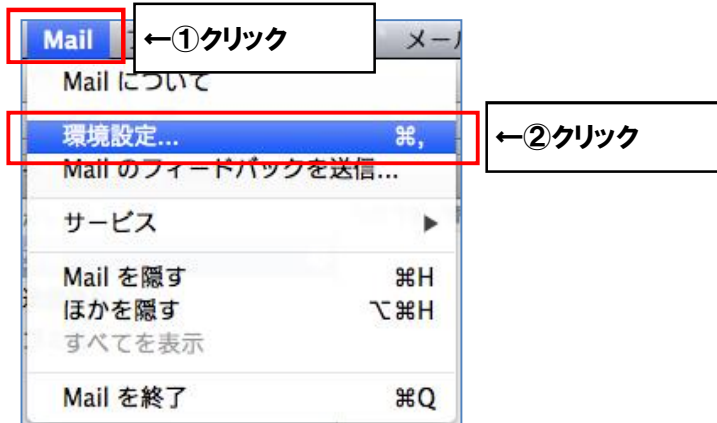 Mail ←①クリック メール
Mail について
環境設定... ⌘, ←②クリック
Mail のフィードバックを送信...
サービス ▶
Mail を隠す ⌘H
ほかを隠す ⌥⌘H
すべてを表示
Mail を終了 ⌘Q